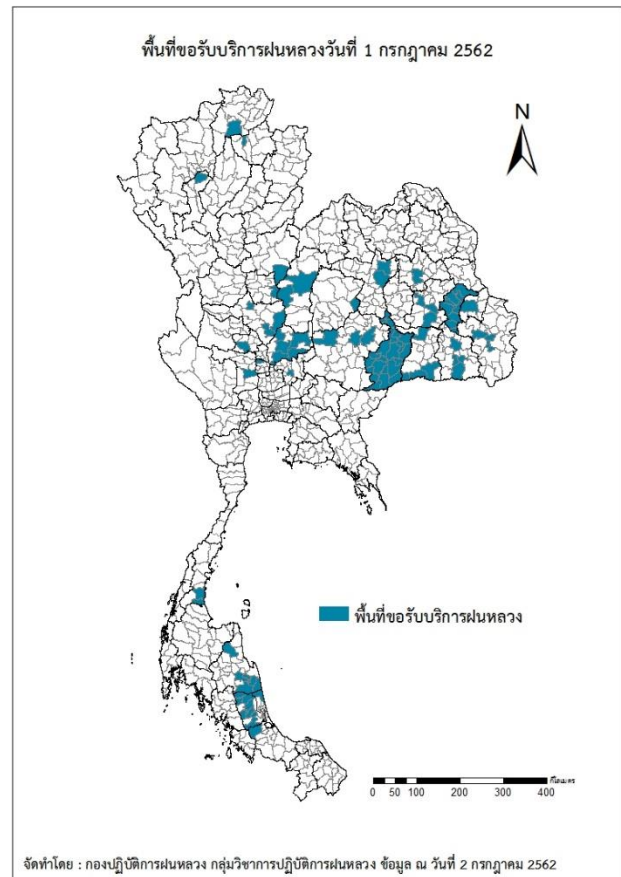 พื้นที่ขอรับบริการฝนหลวงวันที่ 1 กรกฎาคม 2562
N
พื้นที่ขอรับบริการฝนหลวง
กิโลเมตร
0 50 100 200 300 400
จัดทำโดย : กองปฏิบัติการฝนหลวง กลุ่มวิชาการปฏิบัติการฝนหลวง ข้อมูล ณ วันที่ 2 กรกฎาคม 2562